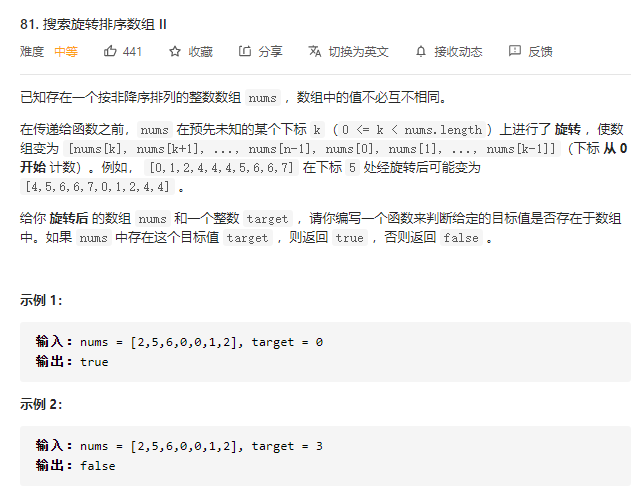 81. 搜索旋转排序数组 II
难度 中等 441 收藏 分享 切换为英文 接收动态 反馈
已知存在一个按非降序排列的整数数组 nums ，数组中的值不必互不相同。
在传递给函数之前，nums 在预先未知的某个下标 k（0 <= k < nums.length）上进行了 旋转 ，使数
组变为 [nums[k], nums[k+1], ..., nums[n-1], nums[0], nums[1], ..., nums[k-1]]（下标 从 0
开始 计数）。例如， [0,1,2,4,4,4,5,6,6,7] 在下标 5 处经旋转后可能变为
[4,5,6,6,7,0,1,2,4,4] 。
给你 旋转后 的数组 nums 和一个整数 target ，请你编写一个函数来判断给定的目标值是否存在于数组
中。如果 nums 中存在这个目标值 target ，则返回 true ，否则返回 false 。
示例 1：
输入：nums = [2,5,6,0,0,1,2], target = 0
输出：true
示例 2：
输入：nums = [2,5,6,0,0,1,2], target = 3
输出：false